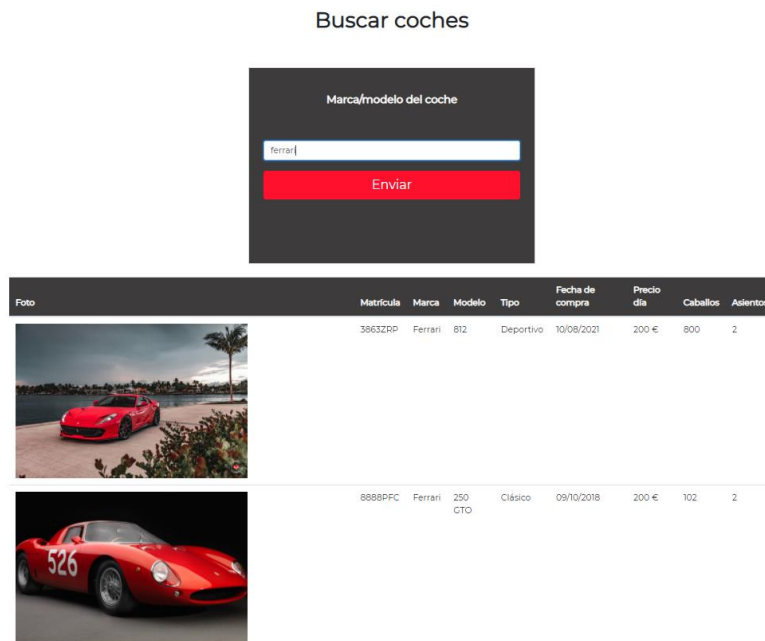 Buscar coches
Marca/modelo del coche
ferrari
Enviar
Foto Matrícula Marca Modelo Tipo Fecha de compra Precio día Caballos Asientos
3863ZRP Ferrari 812 Deportivo 10/08/2021 200 € 800 2
8888PFC Ferrari 250 GTO Clásico 09/10/2018 200 € 102 2
526